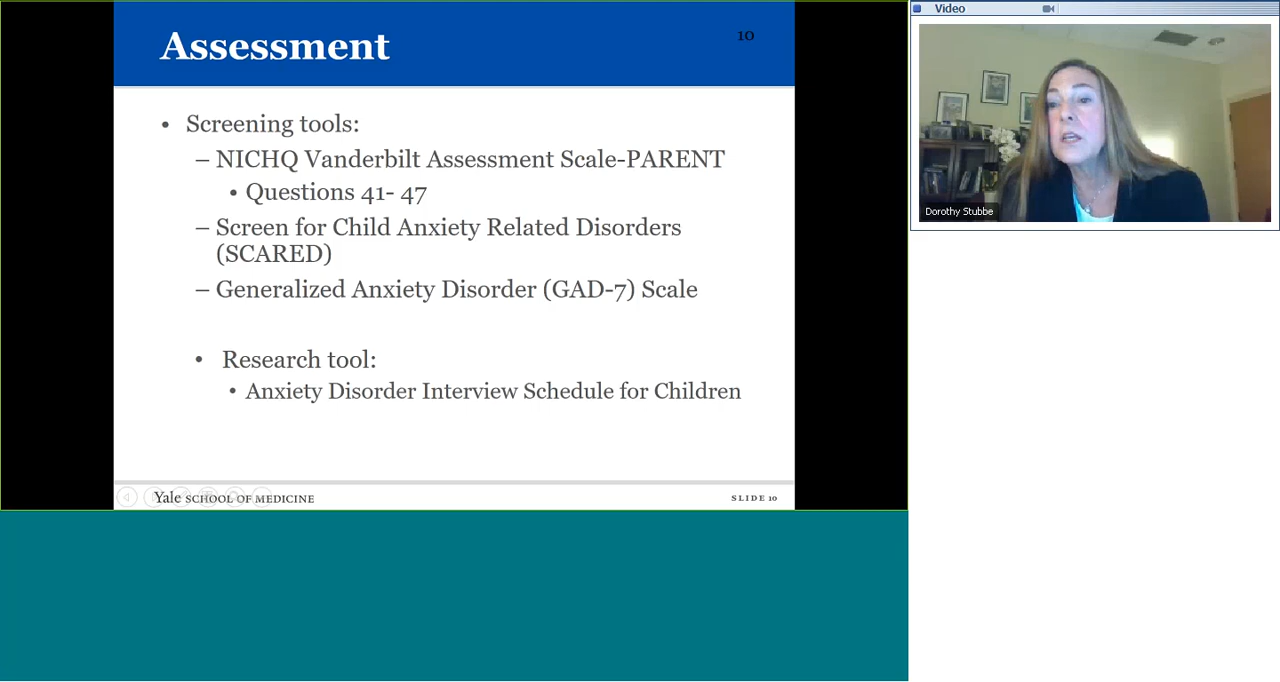 Assessment
10
• Screening tools:
– NICHQ Vanderbilt Assessment Scale-PARENT
• Questions 41- 47
– Screen for Child Anxiety Related Disorders
(SCARED)
– Generalized Anxiety Disorder (GAD-7) Scale
• Research tool:
• Anxiety Disorder Interview Schedule for Children
Yale SCHOOL OF MEDICINE
SLIDE 10
Video
Dorothy Stubbe